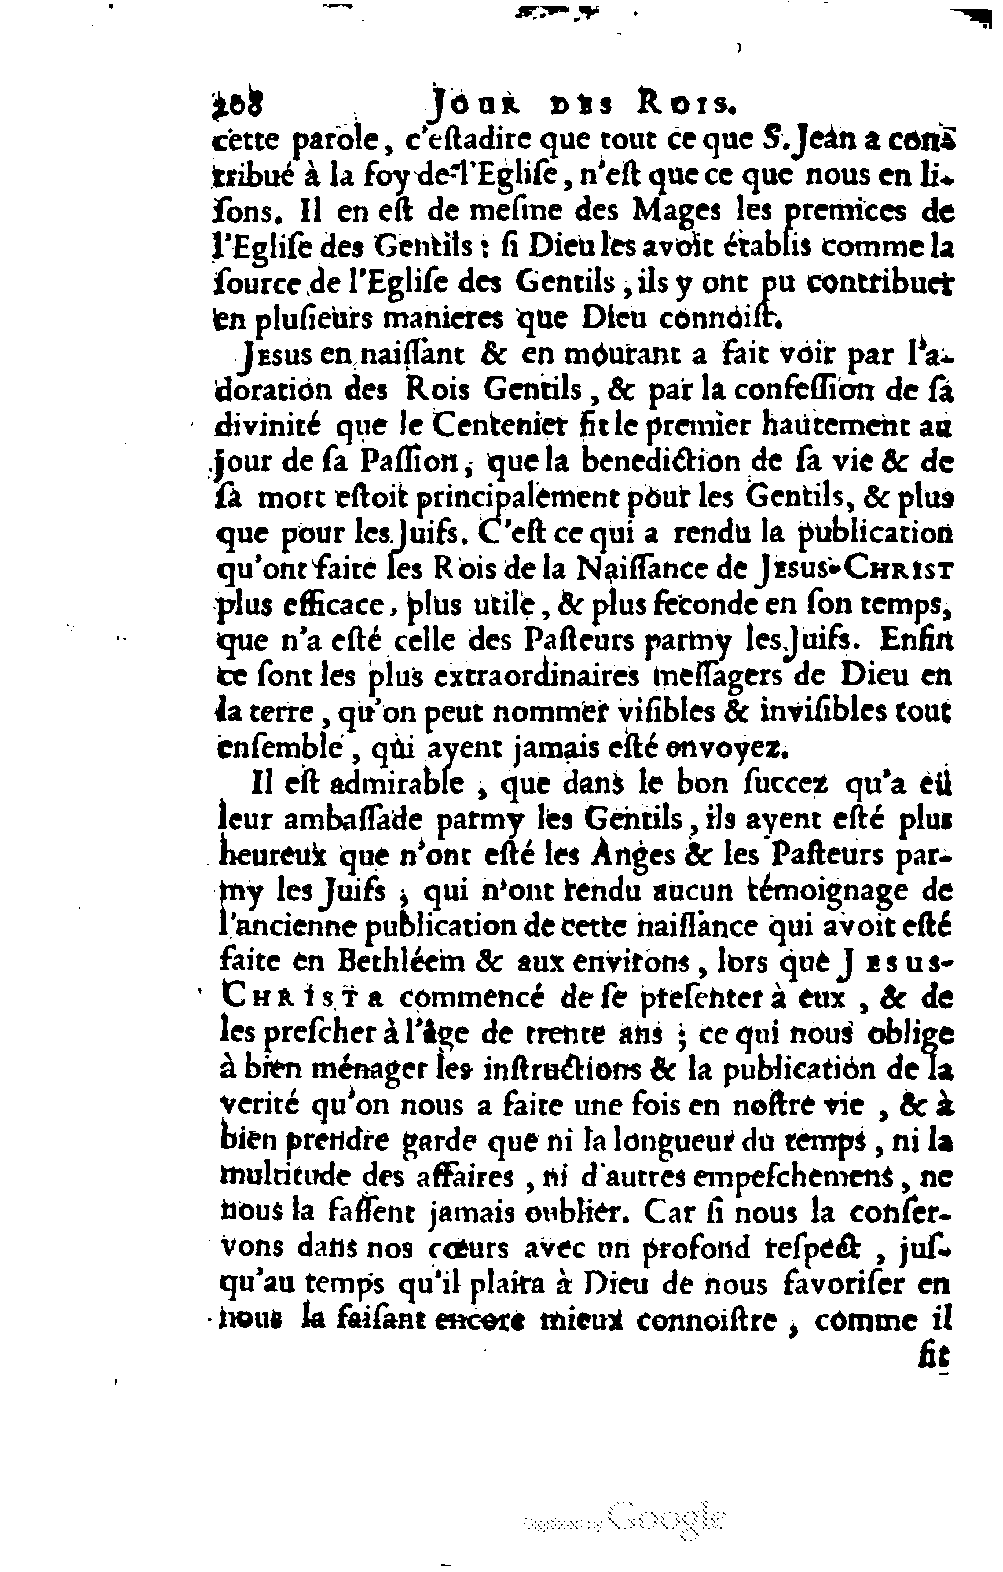 208 JOUR DES ROIS.
cette parole, c'eſtadire que tout ce que S. Jean a con-
tribué à la foy de l'Egliſe, n'eſt que ce que nous en li-
ſons. Il en eſt de meſme des Mages les premices de
l'Egliſe des Gentils : ſi Dieu les avoit établis comme la
ſource de l'Egliſe des Gentils, ils y ont pu contribuer
en pluſieurs manieres que Dieu connoiſt.
JESUS en naiſſant & en mourant a fait voir par l'a-
doration des Rois Gentils, & par la confeſſion de ſa
divinité que le Centenier fit le premier hautement au
jour de ſa Paſſion, que la benediction de ſa vie & de
ſa mort eſtoit principalement pour les Gentils, & plus
que pour les Juifs. C'eſt ce qui a rendu la publication
qu'ont faite les Rois de la Naiſſance de JESUS-CHRIST
plus efficace, plus utile, & plus feconde en ſon temps,
que n'a eſté celle des Paſteurs parmy les Juifs. Enfin
ce ſont les plus extraordinaires meſſagers de Dieu en
la terre, qu'on peut nommer viſibles & inviſibles tout
enſemble, qui ayent jamais eſté envoyez.
Il eſt admirable, que dans le bon ſuccez qu'a eu
leur ambaſſade parmy les Gentils, ils ayent eſté plus
heureux que n'ont eſté les Anges & les Paſteurs par-
my les Juifs ; qui n'ont rendu aucun témoignage de
l'ancienne publication de cette naiſſance qui avoit eſté
faite en Bethléem & aux environs, lors que JESUS-
CHRIST a commencé de ſe preſenter à eux, & de
les preſcher à l'âge de trente ans ; ce qui nous oblige
à bien ménager les inſtructions & la publication de la
verité qu'on nous a faite une fois en noſtre vie, & à
bien prendre garde que ni la longueur du temps, ni la
multitude des affaires, ni d'autres empeſchemens, ne
nous la faſſent jamais oublier. Car ſi nous la conſer-
vons dans nos cœurs avec un profond reſpect, juſ-
qu'au temps qu'il plaira à Dieu de nous favoriſer en
nous la faiſant encore mieux connoiſtre, comme il
fit
Digitized by Google